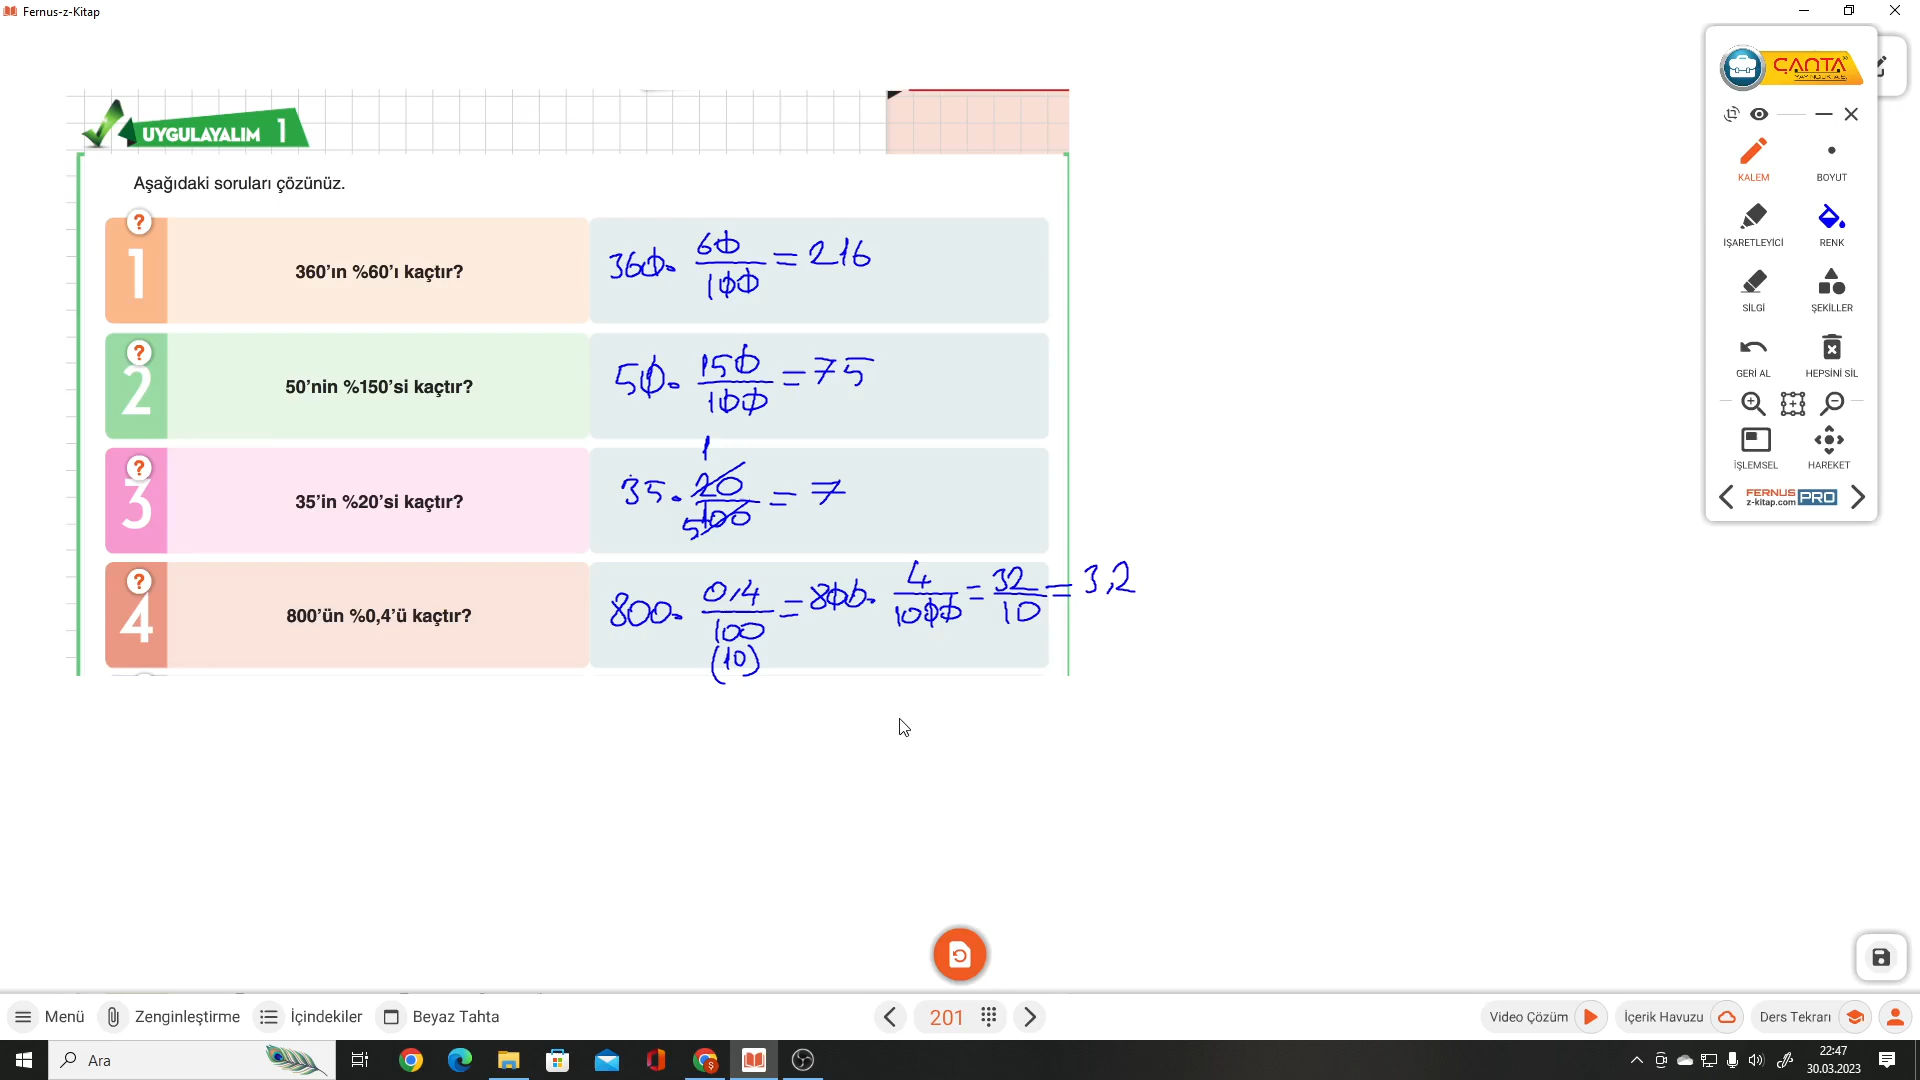 Fernus-z-Kitap
ÇANTA
YAYINCILIK A.Ş.
UYGULAYALIM 1
Aşağıdaki soruları çözünüz.
?
1
360’ın %60’ı kaçtır?
360 . 60/100 = 216
?
2
50’nin %150’si kaçtır?
50 . 150/100 = 75
?
3
35’in %20’si kaçtır?
1
35 . 20/100 = 7
5
?
4
800’ün %0,4’ü kaçtır?
800 . 0,4/100 = 800 . 4/1000 = 32/10 = 3,2
(10)
KALEM
BOYUT
İŞARETLEYİCİ
RENK
SİLGİ
ŞEKİLLER
GERİ AL
HEPSİNİ SİL
İŞLEMSEL
HAREKET
FERNUS PRO
z-kitap.com
Menü
Zenginleştirme
İçindekiler
Beyaz Tahta
201
Video Çözüm
İçerik Havuzu
Ders Tekrarı
Ara
22:47
30.03.2023